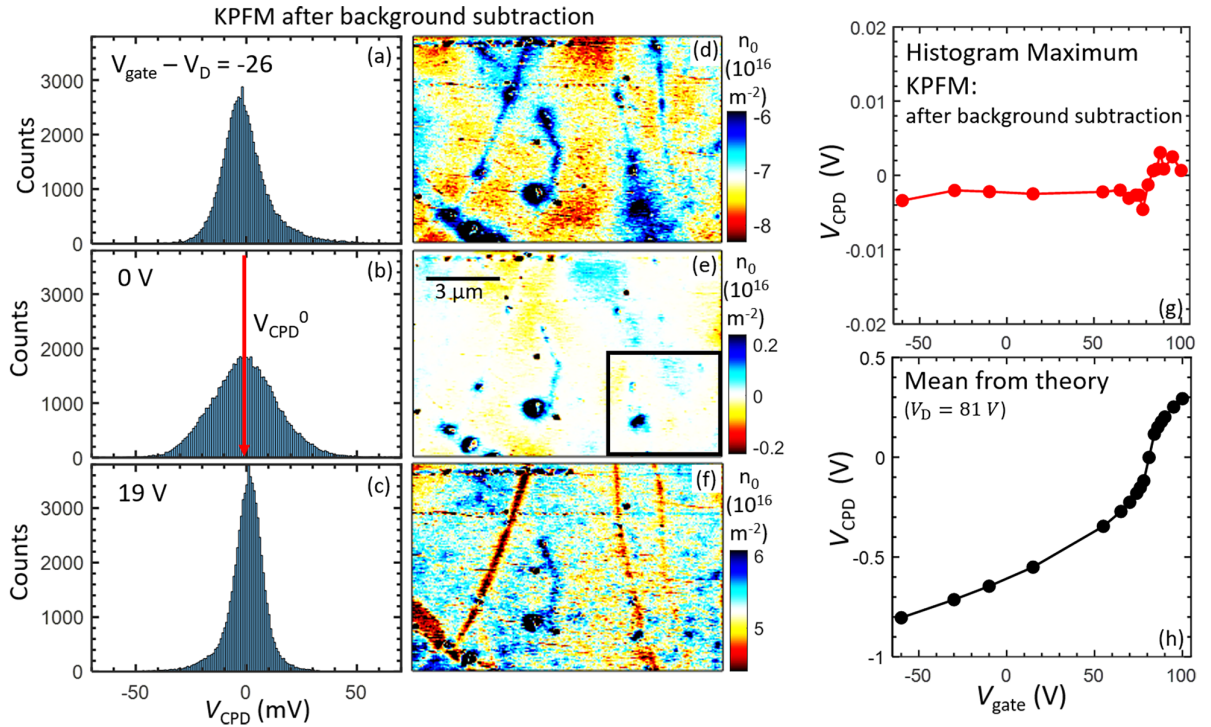 KPFM after background subtraction
V_gate – V_D = -26
(a)
3000
2000
1000
0
Counts
(d)
n_0
(10^16
m^-2)
-6
-7
-8
0 V
(b)
V_CPD^0
3000
2000
1000
0
Counts
(e)
3 μm
n_0
(10^16
m^-2)
0.2
0
-0.2
19 V
(c)
3000
2000
1000
0
Counts
-50
0
50
V_CPD (mV)
(f)
n_0
(10^16
m^-2)
6
5
0.02
0.01
0
-0.01
-0.02
V_CPD (V)
Histogram Maximum
KPFM:
after background subtraction
(g)
-50
0
50
100
0.5
0
-0.5
-1
V_CPD (V)
Mean from theory
(V_D = 81 V)
(h)
-50
0
50
100
V_gate (V)